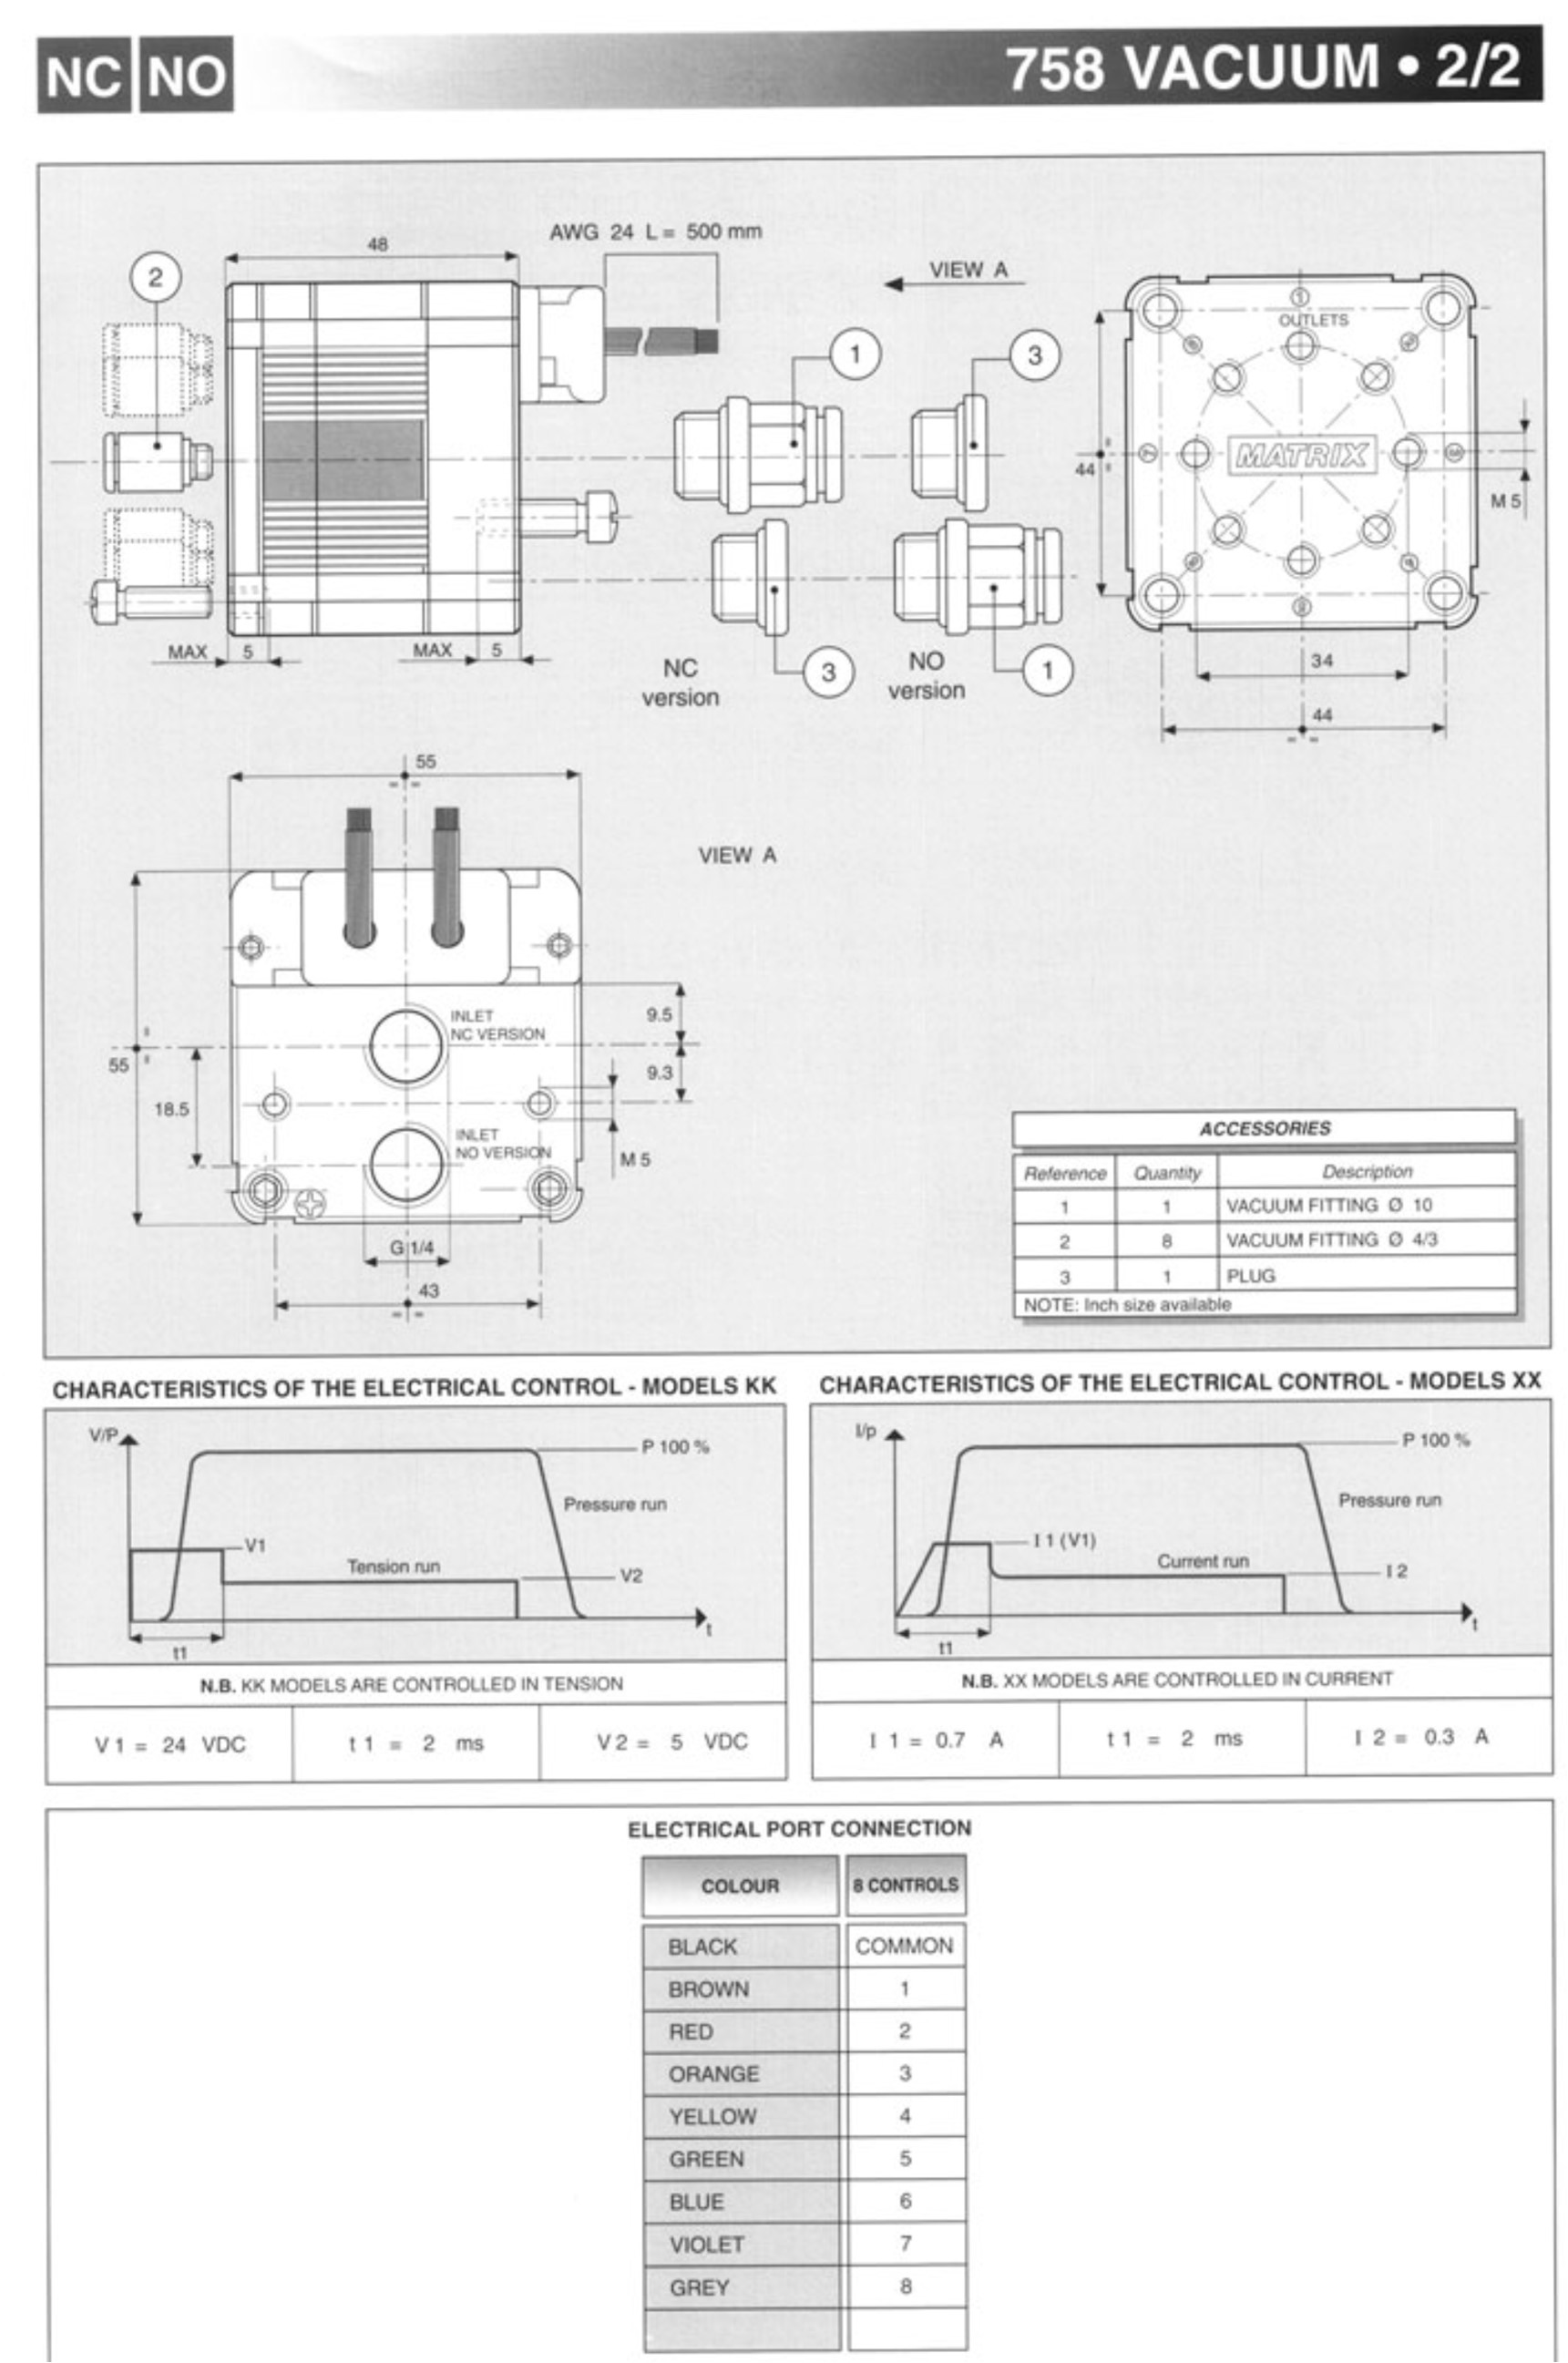 NC NO
758 VACUUM • 2/2
48
AWG 24 L = 500 mm
VIEW A
2
1
3
OUTLETS
1
MATRIX
44
M 5
MAX 5
MAX 5
NC version
3
NO version
1
34
44
55
VIEW A
INLET
NC VERSION
9.5
9.3
55
18.5
INLET
NO VERSION
M 5
G 1/4
43
ACCESSORIES
Reference Quantity Description
1 1 VACUUM FITTING Ø 10
2 8 VACUUM FITTING Ø 4/3
3 1 PLUG
NOTE: Inch size available
CHARACTERISTICS OF THE ELECTRICAL CONTROL - MODELS KK
V/P
P 100 %
Pressure run
V1
Tension run
V2
t
t1
N.B. KK MODELS ARE CONTROLLED IN TENSION
V 1 = 24 VDC
t 1 = 2 ms
V 2 = 5 VDC
CHARACTERISTICS OF THE ELECTRICAL CONTROL - MODELS XX
I/p
P 100 %
Pressure run
I 1 (V1)
Current run
I 2
t
t1
N.B. XX MODELS ARE CONTROLLED IN CURRENT
I 1 = 0.7 A
t 1 = 2 ms
I 2 = 0.3 A
ELECTRICAL PORT CONNECTION
COLOUR 8 CONTROLS
BLACK COMMON
BROWN 1
RED 2
ORANGE 3
YELLOW 4
GREEN 5
BLUE 6
VIOLET 7
GREY 8